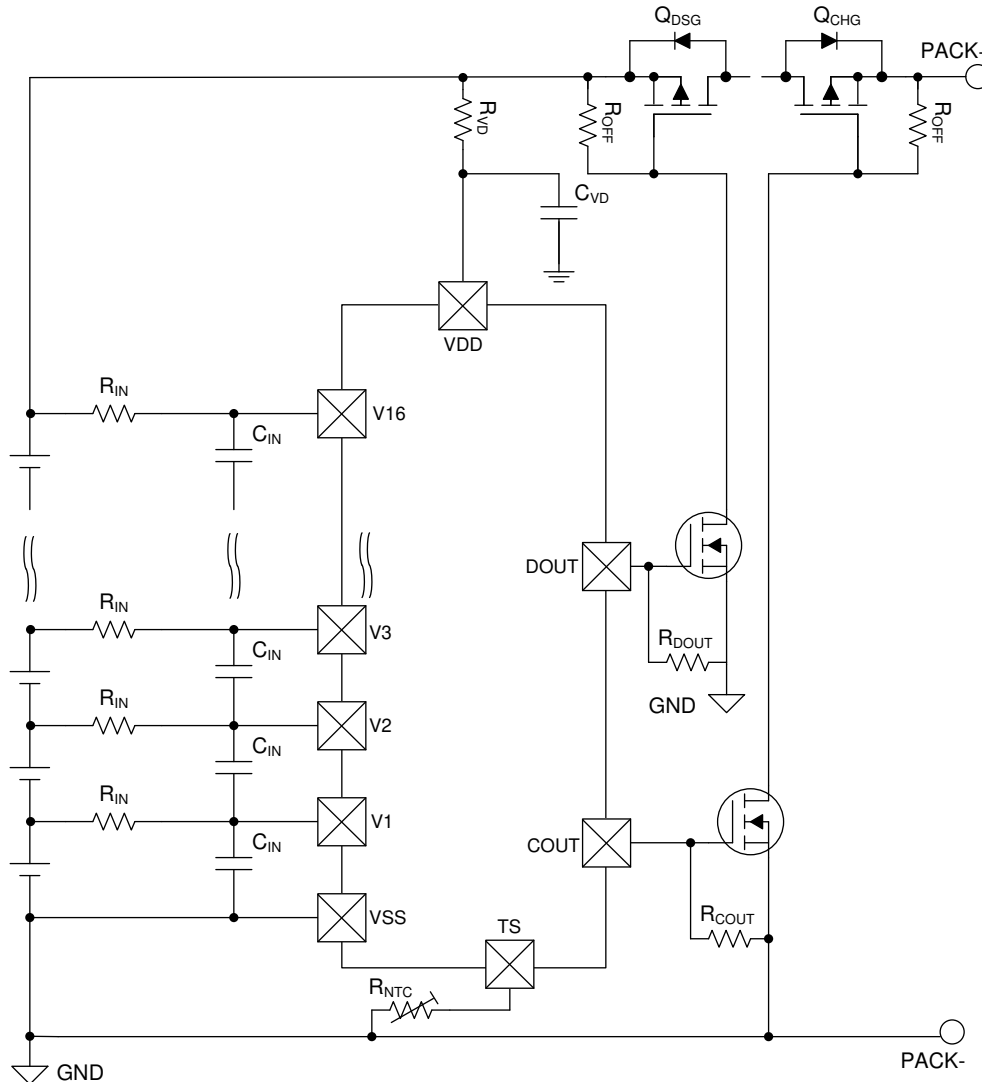 QDSG
QCHG
PACK-
RVD
ROFF
ROFF
CVD
VDD
RIN
V16
CIN
DOUT
RIN
V3
CIN
RDOUT
RIN
V2
GND
CIN
RIN
V1
COUT
CIN
VSS
TS
RCOUT
RNTC
PACK-
GND